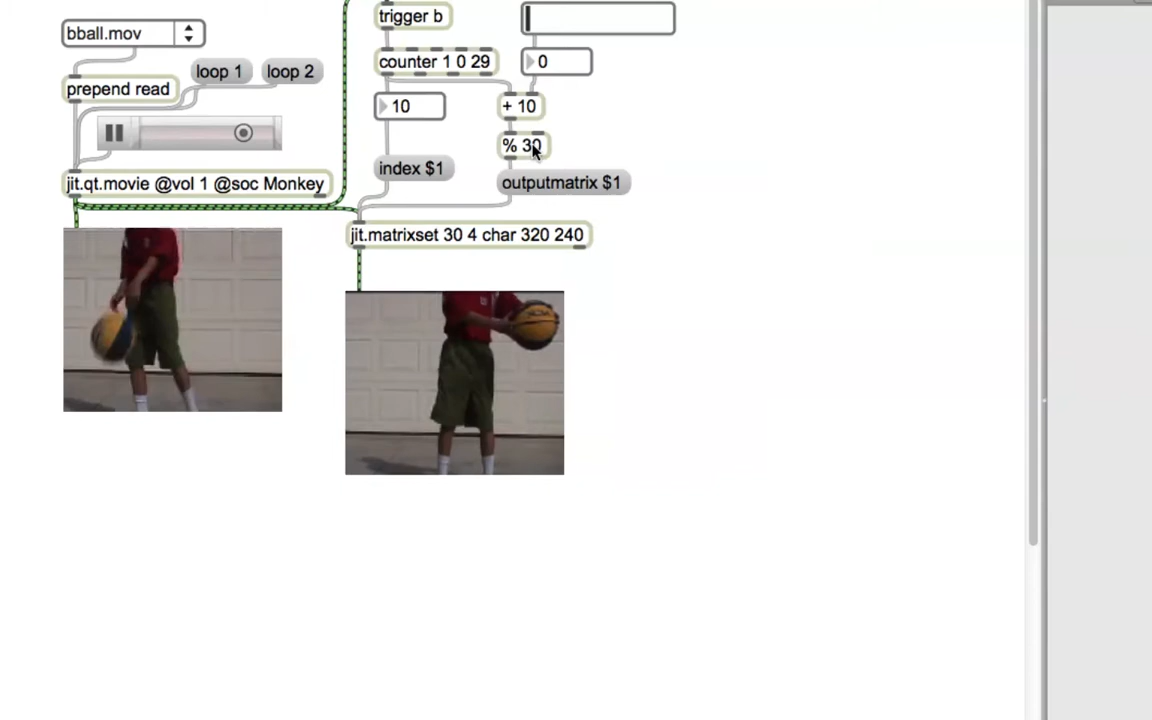 trigger b
bball.mov
counter 1 0 29
0
loop 1
loop 2
prepend read
10
+ 10
% 30
index $1
jit.qt.movie @vol 1 @soc Monkey
outputmatrix $1
jit.matrixset 30 4 char 320 240